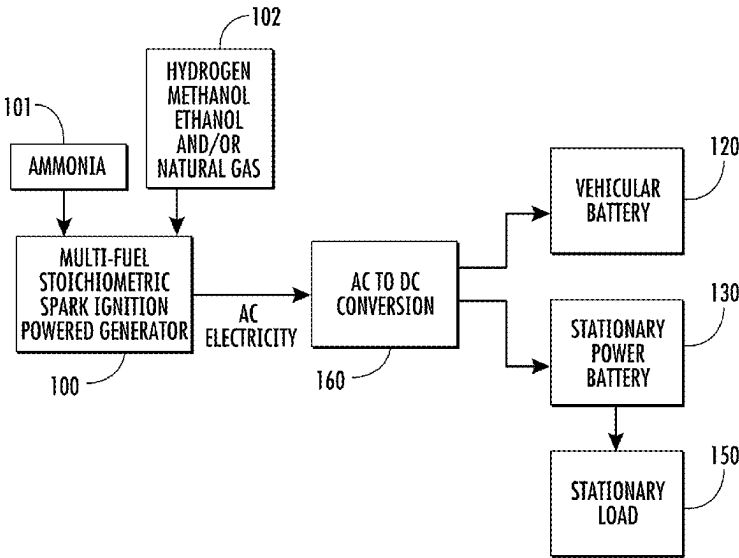 102
HYDROGEN
METHANOL
ETHANOL
AND/OR
NATURAL GAS
101
AMMONIA
MULTI-FUEL
STOICHIOMETRIC
SPARK IGNITION
POWERED GENERATOR
100
AC
ELECTRICITY
AC TO DC
CONVERSION
160
120
VEHICULAR
BATTERY
130
STATIONARY
POWER
BATTERY
150
STATIONARY
LOAD